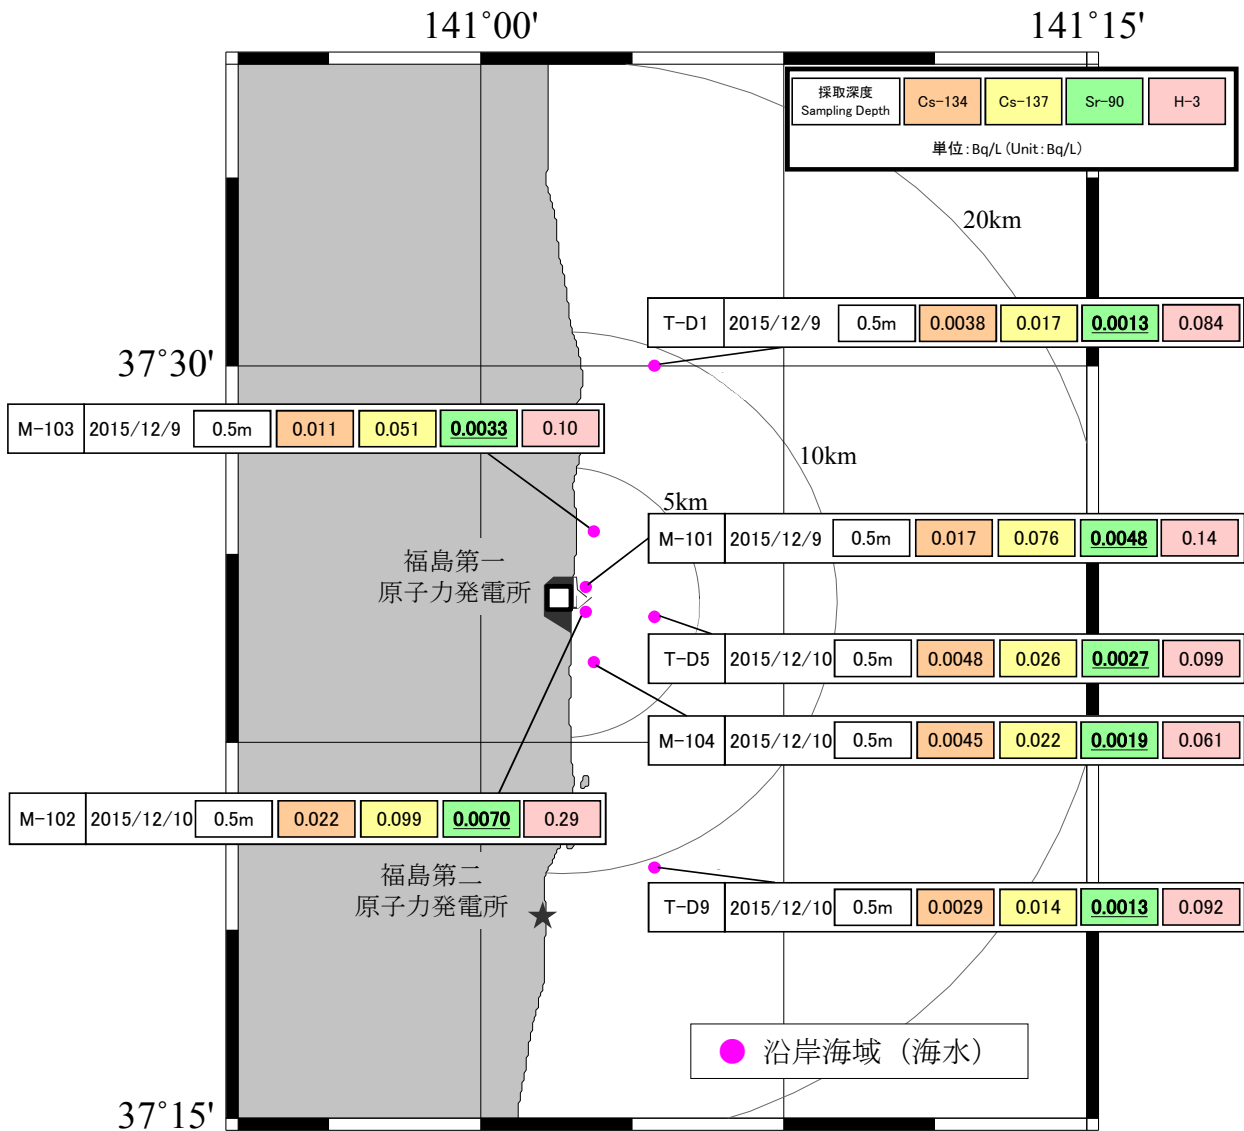 141°00'
141°15'
採取深度
Sampling Depth
Cs-134
Cs-137
Sr-90
H-3
単位：Bq/L (Unit：Bq/L)
20km
T-D1 2015/12/9 0.5m 0.0038 0.017 0.0013 0.084
37°30'
M-103 2015/12/9 0.5m 0.011 0.051 0.0033 0.10
10km
5km
M-101 2015/12/9 0.5m 0.017 0.076 0.0048 0.14
福島第一
原子力発電所
T-D5 2015/12/10 0.5m 0.0048 0.026 0.0027 0.099
M-104 2015/12/10 0.5m 0.0045 0.022 0.0019 0.061
M-102 2015/12/10 0.5m 0.022 0.099 0.0070 0.29
福島第二
原子力発電所
T-D9 2015/12/10 0.5m 0.0029 0.014 0.0013 0.092
沿岸海域（海水）
37°15'